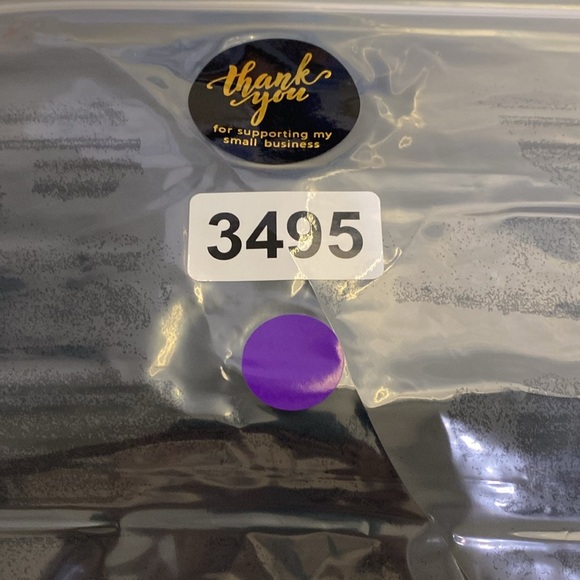 thank
you
for supporting my
small business
3495